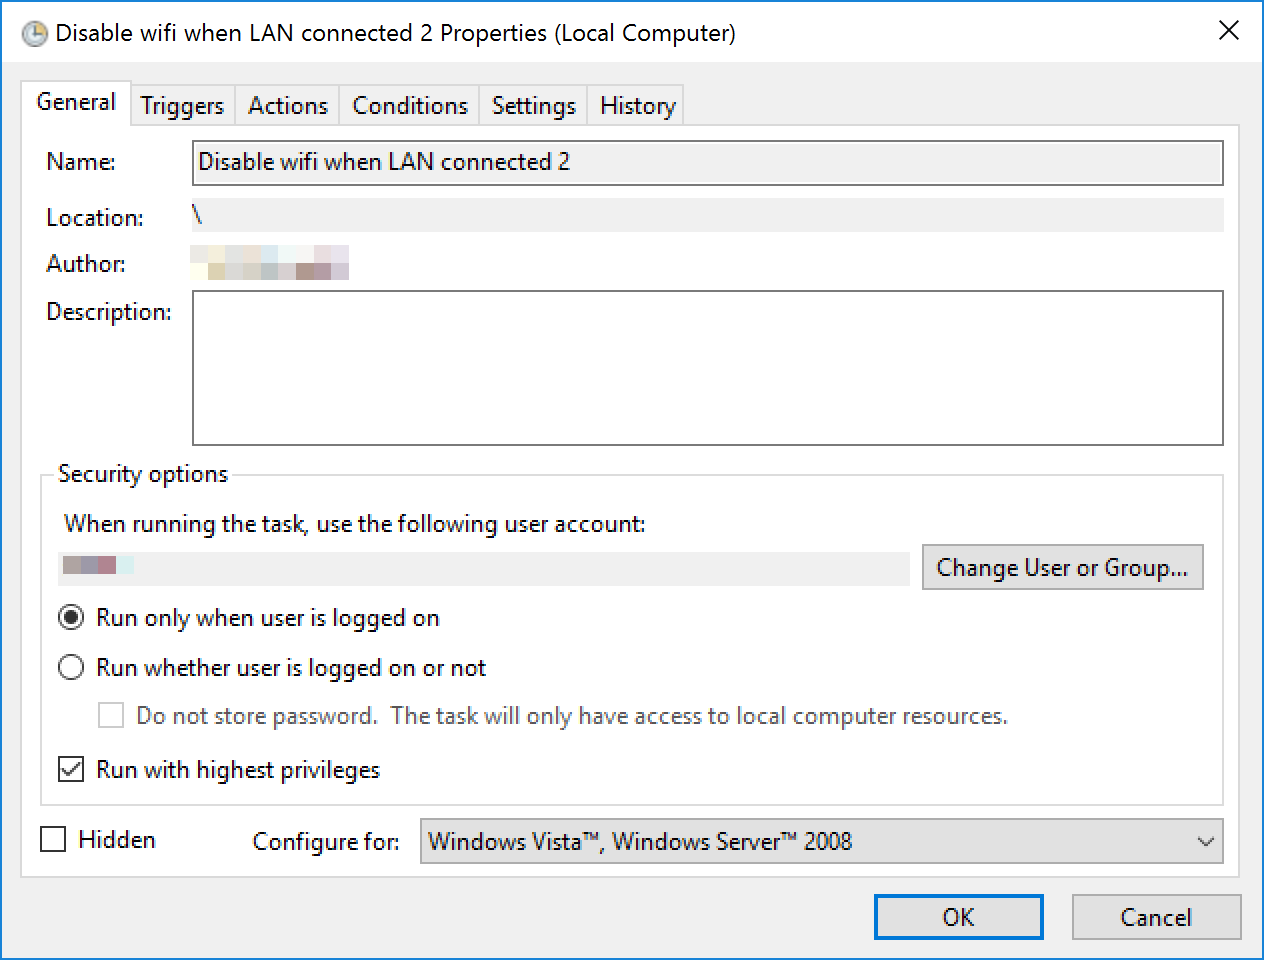 Disable wifi when LAN connected 2 Properties (Local Computer)
General Triggers Actions Conditions Settings History
Name: Disable wifi when LAN connected 2
Location: \
Author:
Description:
Security options
When running the task, use the following user account:
Change User or Group...
Run only when user is logged on
Run whether user is logged on or not
Do not store password.  The task will only have access to local computer resources.
Run with highest privileges
Hidden Configure for: Windows Vista™, Windows Server™ 2008
OK Cancel